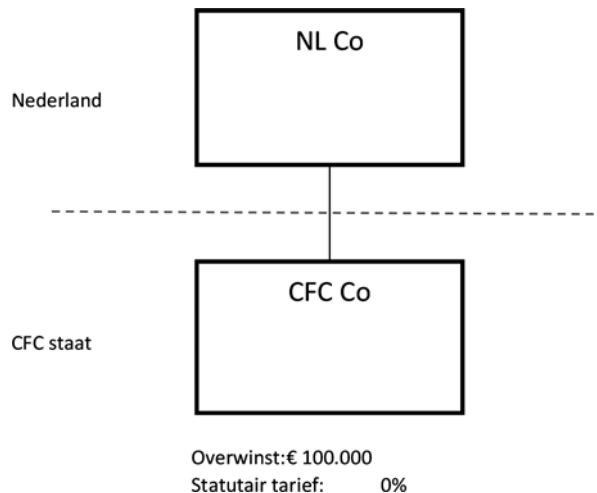 NL Co
Nederland
CFC Co
CFC staat
Overwinst:€ 100.000
Statutair tarief: 0%